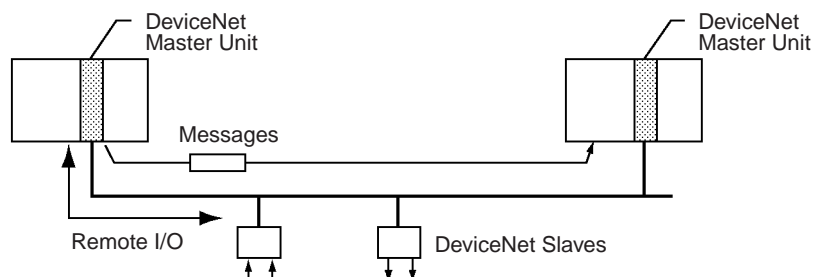 DeviceNet
Master Unit
DeviceNet
Master Unit
Messages
Remote I/O
DeviceNet Slaves